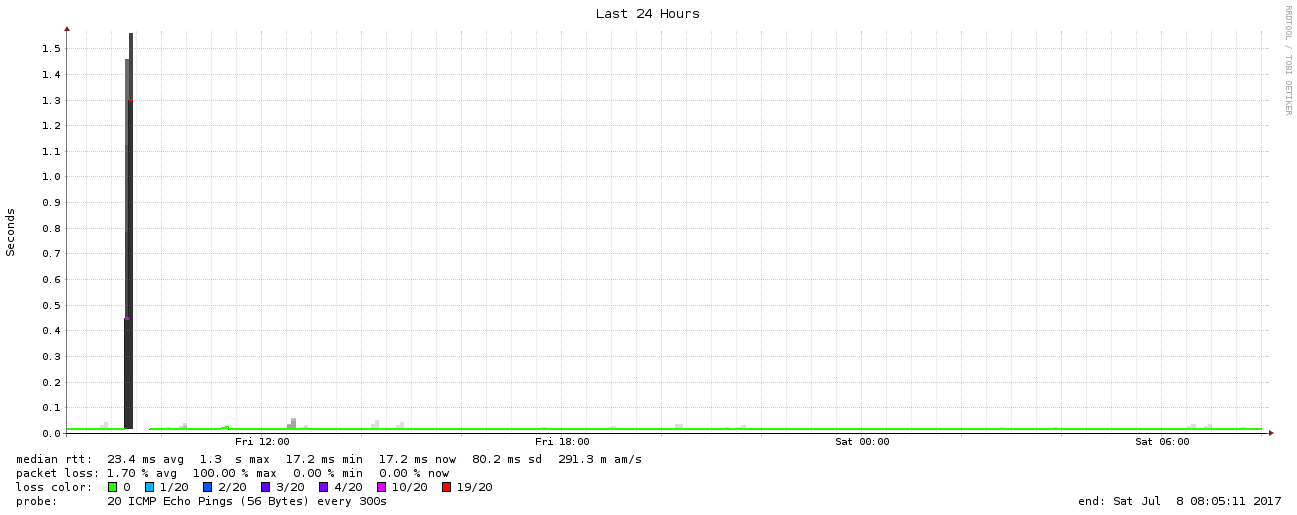 Last 24 Hours
RRDTOOL / TOBI OETIKER
Seconds
1.5
1.4
1.3
1.2
1.1
1.0
0.9
0.8
0.7
0.6
0.5
0.4
0.3
0.2
0.1
0.0
Fri 12:00 Fri 18:00 Sat 00:00 Sat 06:00
median rtt: 23.4 ms avg 1.3 s max 17.2 ms min 17.2 ms now 80.2 ms sd 291.3 m am/s
packet loss: 1.70 % avg 100.00 % max 0.00 % min 0.00 % now
loss color: 0 1/20 2/20 3/20 4/20 10/20 19/20
probe: 20 ICMP Echo Pings (56 Bytes) every 300s end: Sat Jul 8 08:05:11 2017